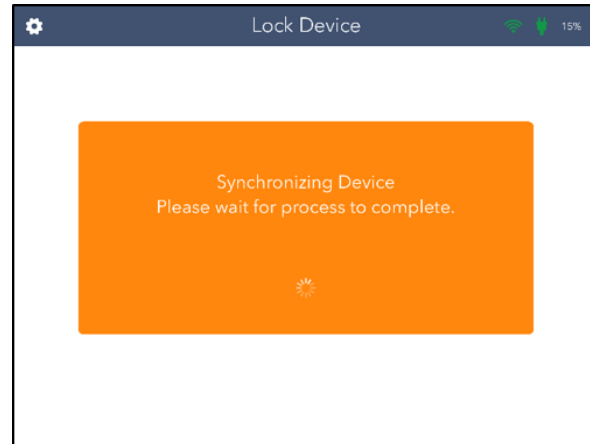 Lock Device
15%
Synchronizing Device
Please wait for process to complete.